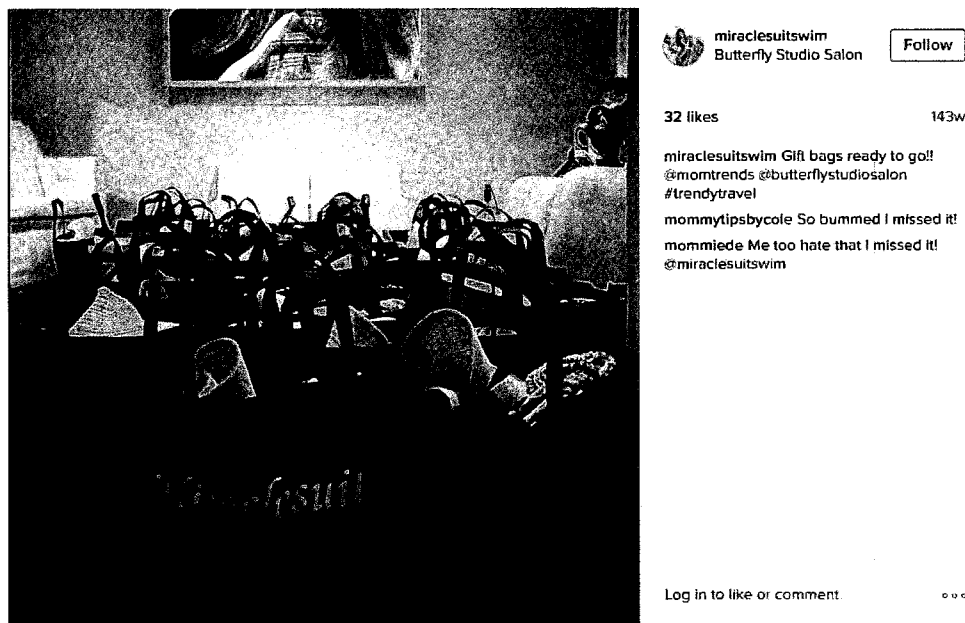 miraclesuitswim
Butterfly Studio Salon
Follow
32 likes
143w
miraclesuitswim Gift bags ready to go!!
@momtrends @butterflystudiosalon
#trendytravel
mommytipsbycole So bummed I missed it!
mommiede Me too hate that I missed it!
@miraclesuitswim
Miraclesuit
Log in to like or comment.